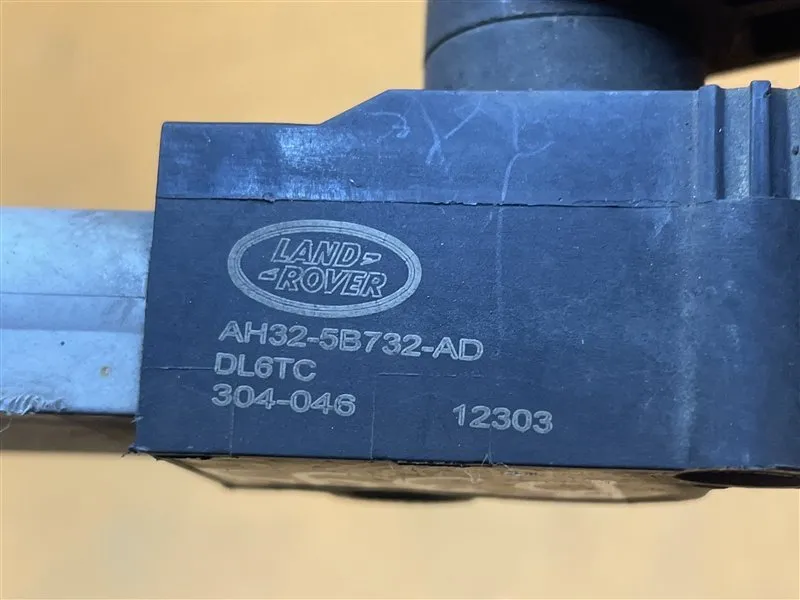 LAND-
-ROVER
AH32-5B732-AD
DL6TC
304-046 12303